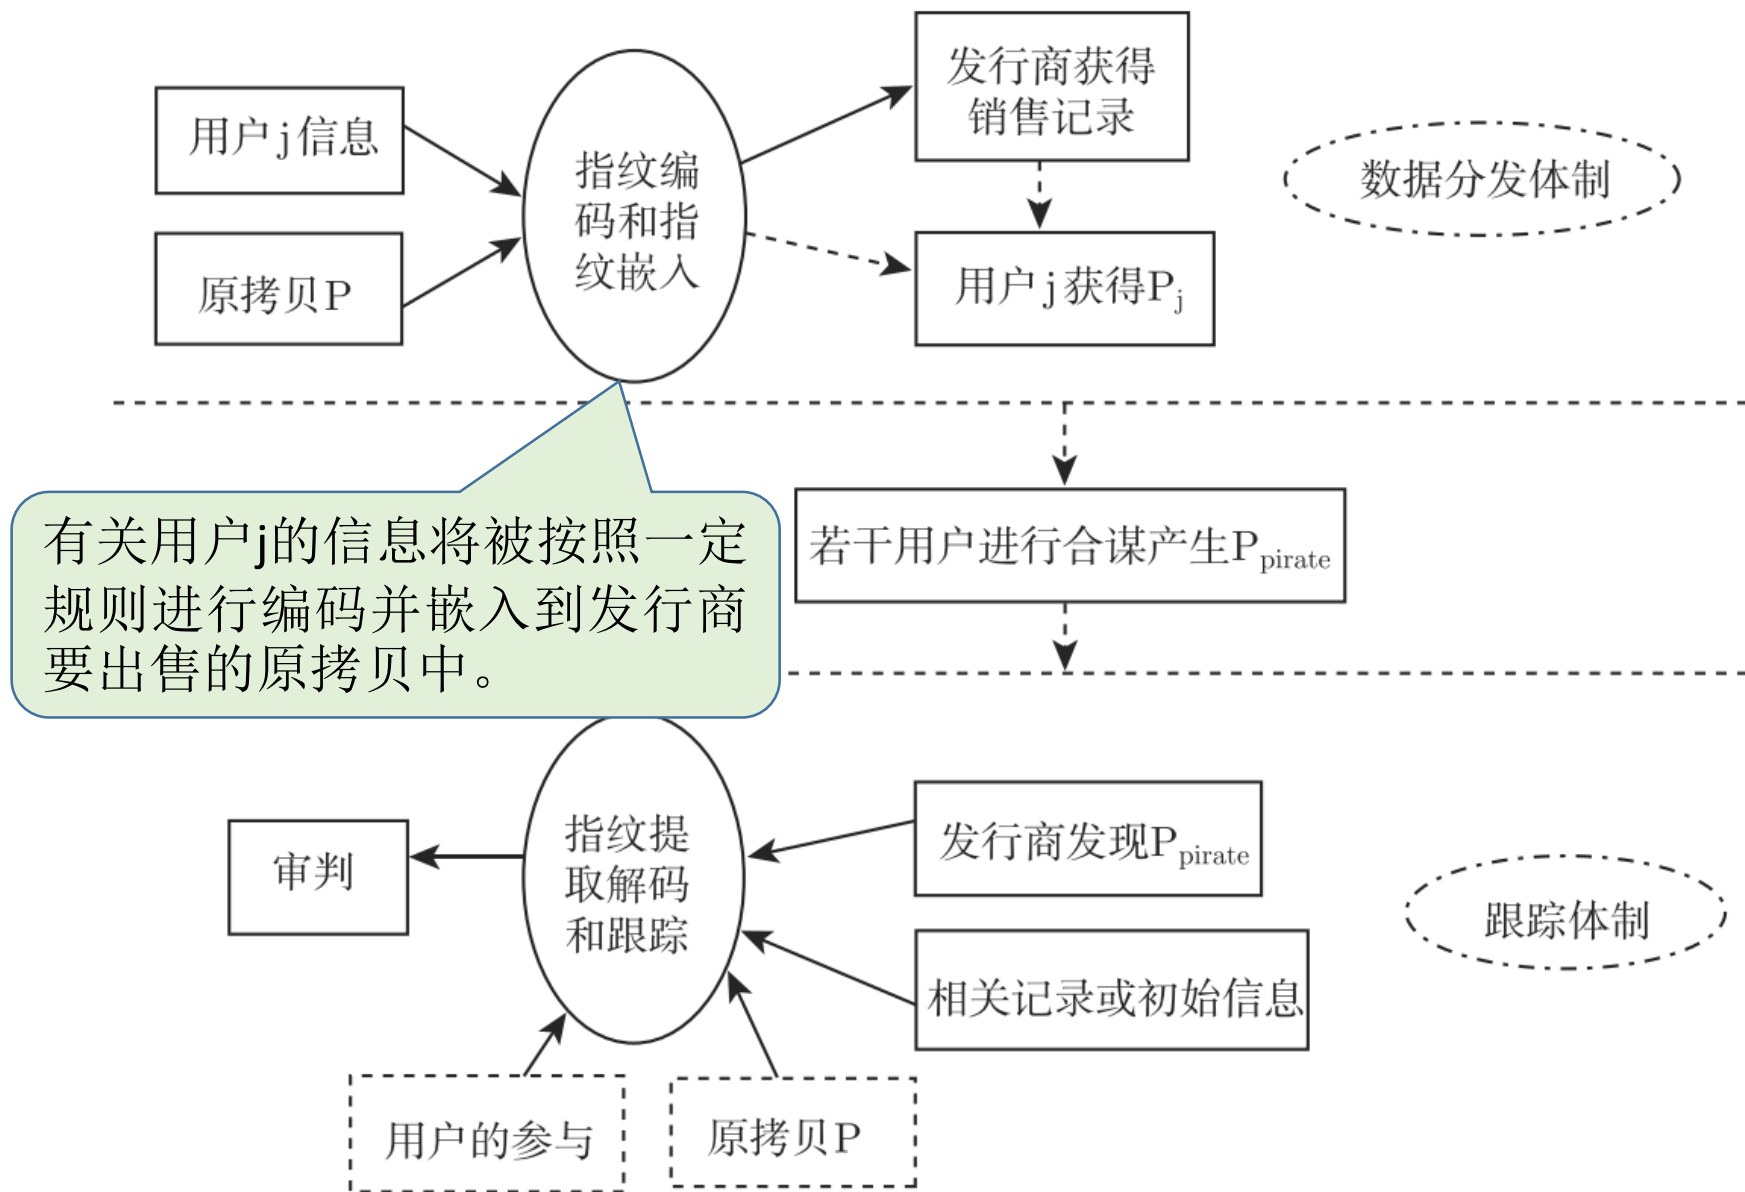 用户j信息
原拷贝P
指纹编
码和指
纹嵌入
发行商获得
销售记录
用户j获得Pj
数据分发体制
有关用户j的信息将被按照一定
规则进行编码并嵌入到发行商
要出售的原拷贝中。
若干用户进行合谋产生Ppirate
审判
指纹提
取解码
和跟踪
发行商发现Ppirate
相关记录或初始信息
跟踪体制
用户的参与
原拷贝P